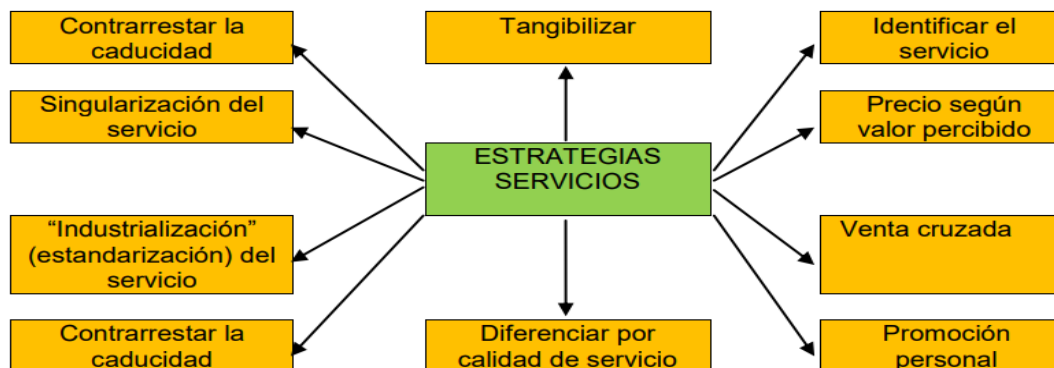 Contrarrestar la
caducidad
Tangibilizar
Identificar el
servicio
Singularización del
servicio
Precio según
valor percibido
ESTRATEGIAS
SERVICIOS
“Industrialización”
(estandarización) del
servicio
Venta cruzada
Contrarrestar la
caducidad
Diferenciar por
calidad de servicio
Promoción
personal